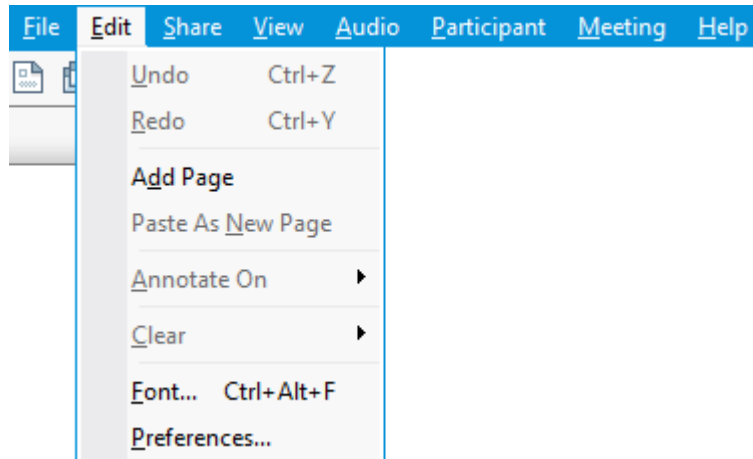 File Edit Share View Audio Participant Meeting Help
Undo Ctrl+Z
Redo Ctrl+Y
Add Page
Paste As New Page
Annotate On
Clear
Font... Ctrl+Alt+F
Preferences...